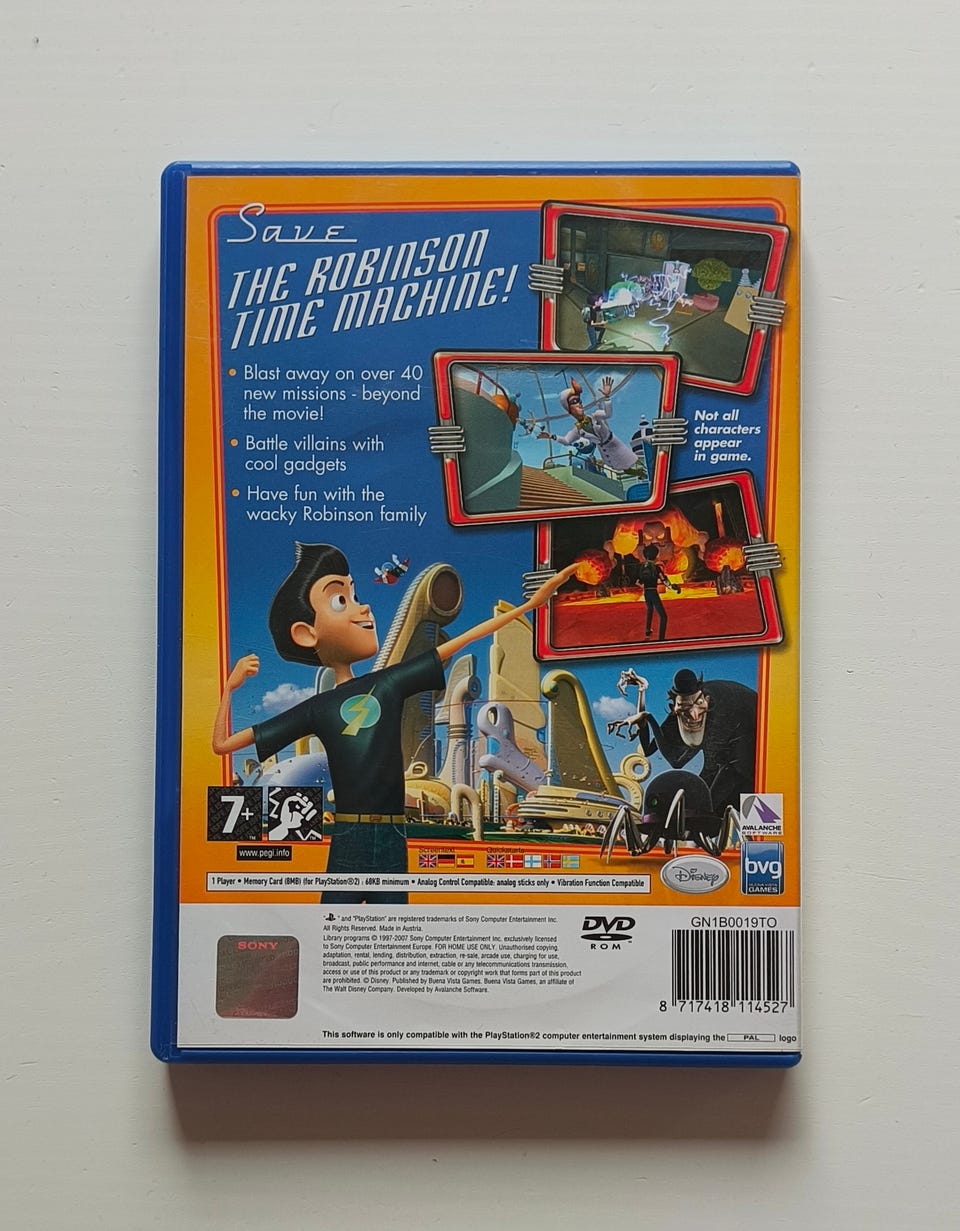 Save
THE ROBINSON
TIME MACHINE!
• Blast away on over 40
new missions - beyond
the movie!
• Battle villains with
cool gadgets
• Have fun with the
wacky Robinson family
Not all
characters
appear
in game.
7+
™
www.pegi.info
Screentext
Quickstarts
AVALANCHE
SOFTWARE
Disney
bvg
BUENA VISTA
GAMES
1 Player • Memory Card (8MB) (for PlayStation®2) : 68KB minimum • Analog Control Compatible: analog sticks only • Vibration Function Compatible
" " and "PlayStation" are registered trademarks of Sony Computer Entertainment Inc.
All Rights Reserved. Made in Austria.
Library programs © 1997-2007 Sony Computer Entertainment Inc. exclusively licensed
to Sony Computer Entertainment Europe. FOR HOME USE ONLY. Unauthorised copying,
adaptation, rental, lending, distribution, extraction, re-sale, arcade use, charging for use,
broadcast, public performance and internet, cable or any telecommunications transmission,
access or use of this product or any trademark or copyright work that forms part of this product
are prohibited. © Disney. Published by Buena Vista Games. Buena Vista Games, an affiliate of
The Walt Disney Company. Developed by Avalanche Software.
SONY
DVD
ROM
GN1B0019TO
8 717418 114527
This software is only compatible with the PlayStation®2 computer entertainment system displaying the PAL logo